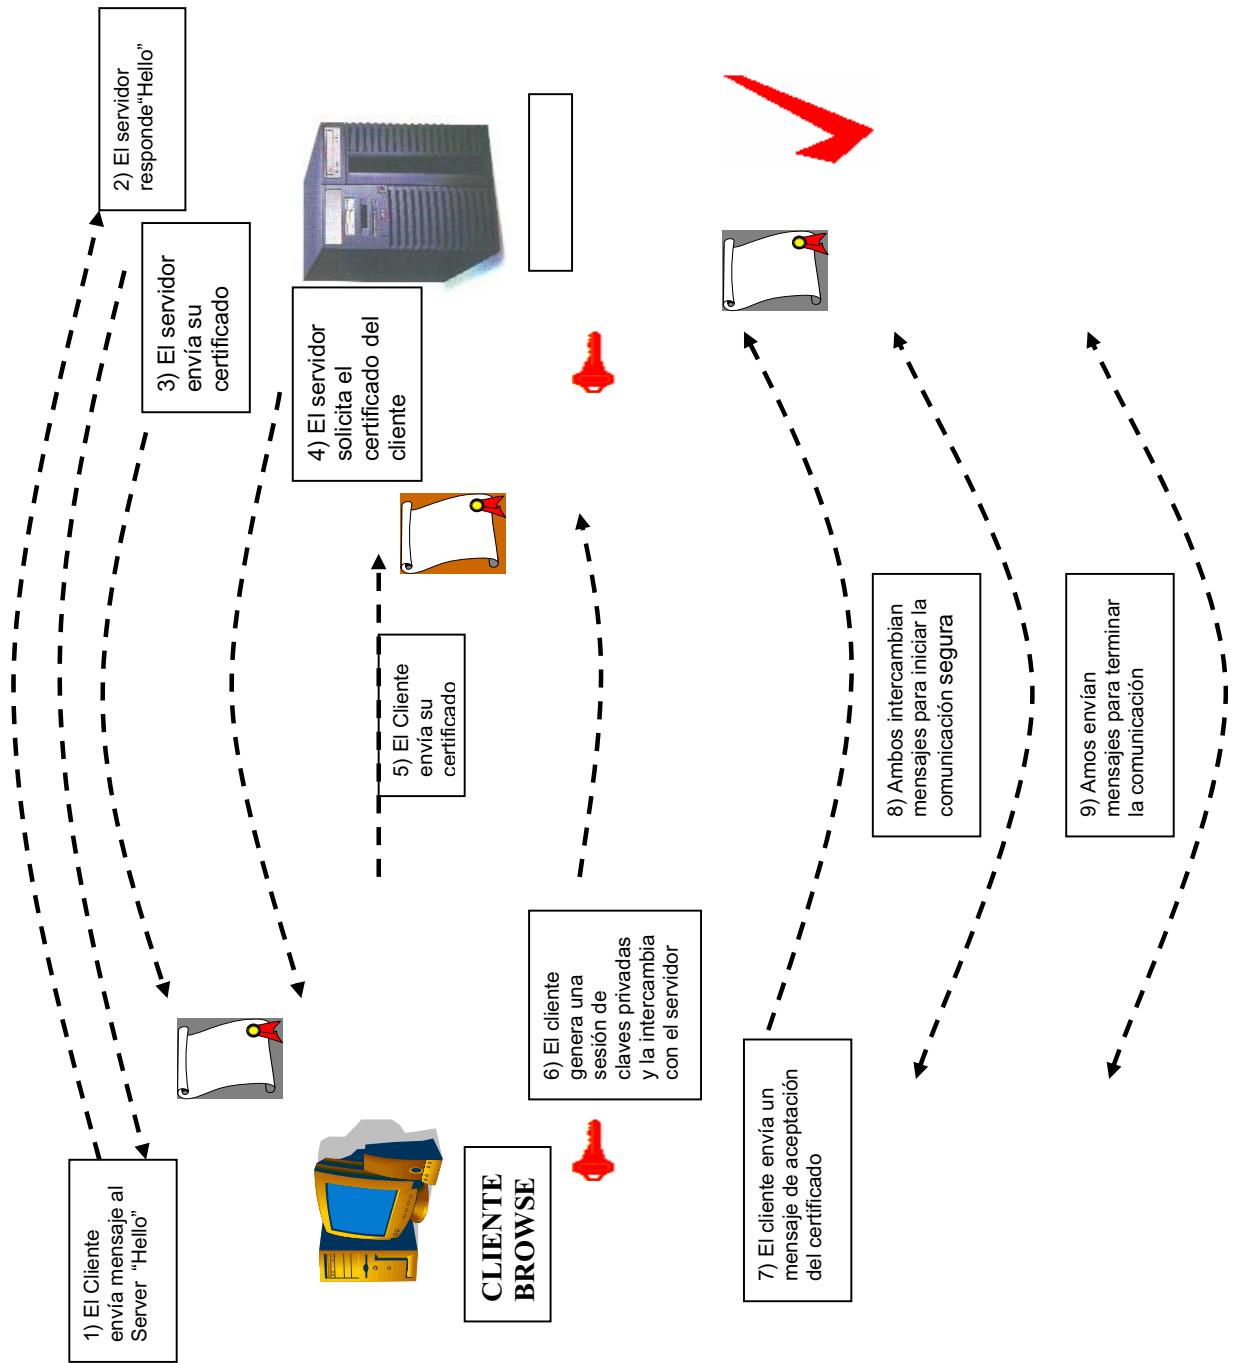 1) El Cliente
envía mensaje al
Server “Hello”
2) El servidor
responde“Hello”
3) El servidor
envía su
certificado
4) El servidor
solicita el
certificado del
cliente
5) El Cliente
envía su
certificado
CLIENTE
BROWSE
6) El cliente
genera una
sesión de
claves privadas
y la intercambia
con el servidor
7) El cliente envía un
mensaje de aceptación
del certificado
8) Ambos intercambian
mensajes para iniciar la
comunicación segura
9) Amos envían
mensajes para terminar
la comunicación